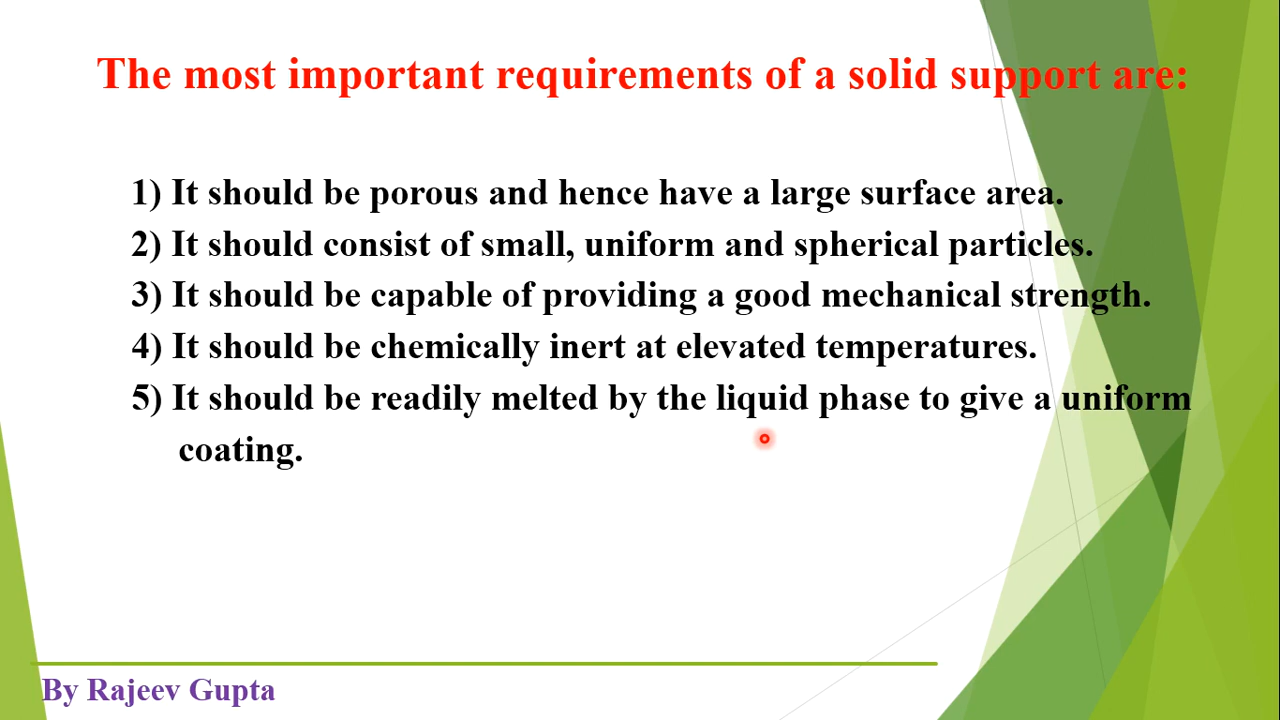 The most important requirements of a solid support are:
1) It should be porous and hence have a large surface area.
2) It should consist of small, uniform and spherical particles.
3) It should be capable of providing a good mechanical strength.
4) It should be chemically inert at elevated temperatures.
5) It should be readily melted by the liquid phase to give a uniform
coating.
By Rajeev Gupta